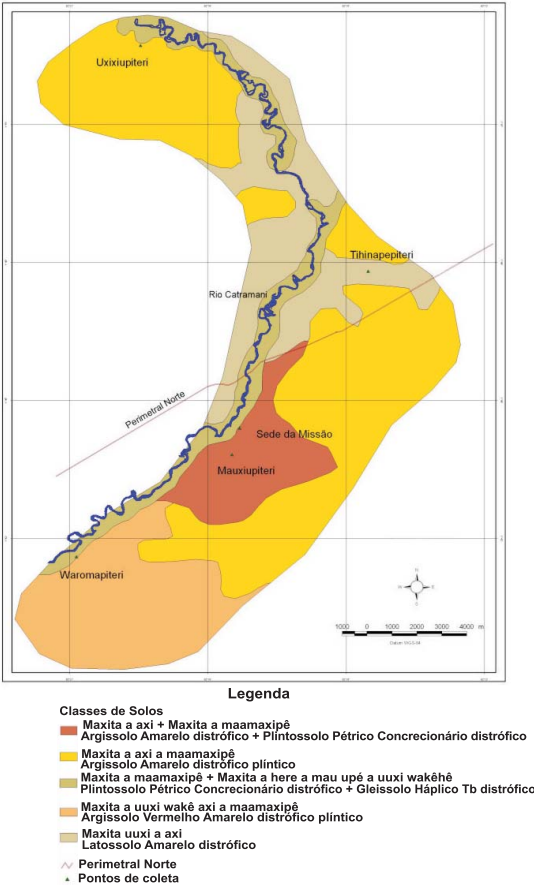 Uxixiupiteri
Tihinapepiteri
Rio Catramani
Perimetral Norte
Sede da Missão
Mauxiupiteri
Waromapiteri
1000 0 1000 2000 3000 4000 m
Legenda
Classes de Solos
Maxita a axi + Maxita a maamaxipê
Argissolo Amarelo distrófico + Plintossolo Pétrico Concrecionário distrófico
Maxita a axi a maamaxipê
Argissolo Amarelo distrófico plíntico
Maxita a maamaxipê + Maxita a here a mau upé a uuxi wakêhê
Plintossolo Pétrico Concrecionário distrófico + Gleissolo Háplico Tb distrófico
Maxita a uuxi wakê axi a maamaxipê
Argissolo Vermelho Amarelo distrófico plíntico
Maxita uuxi a axi
Latossolo Amarelo distrófico
Perimetral Norte
Pontos de coleta